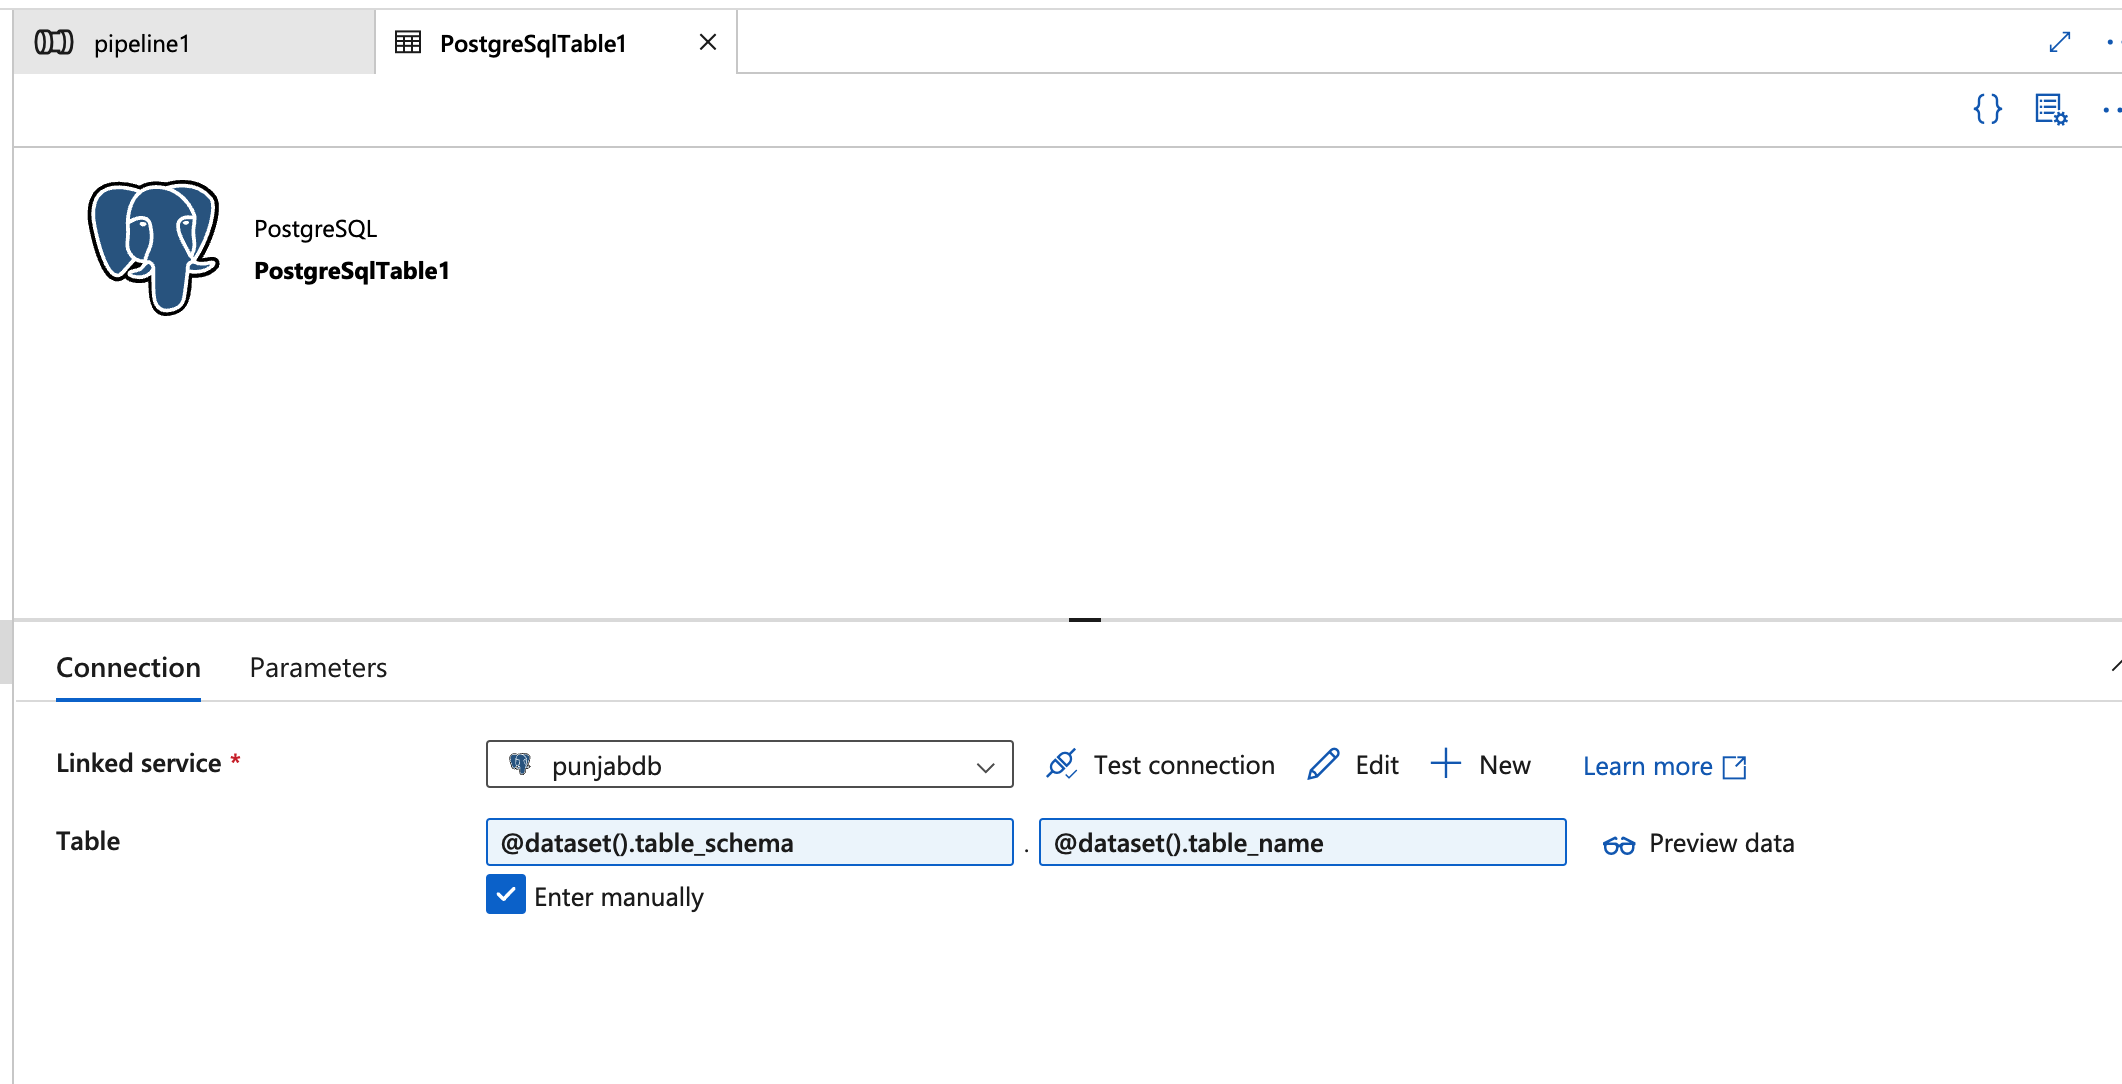 pipeline1
PostgreSqlTable1
PostgreSQL
PostgreSqlTable1
Connection
Parameters
Linked service *
punjabdb
Test connection
Edit
New
Learn more
Table
@dataset().table_schema
.
@dataset().table_name
Preview data
Enter manually